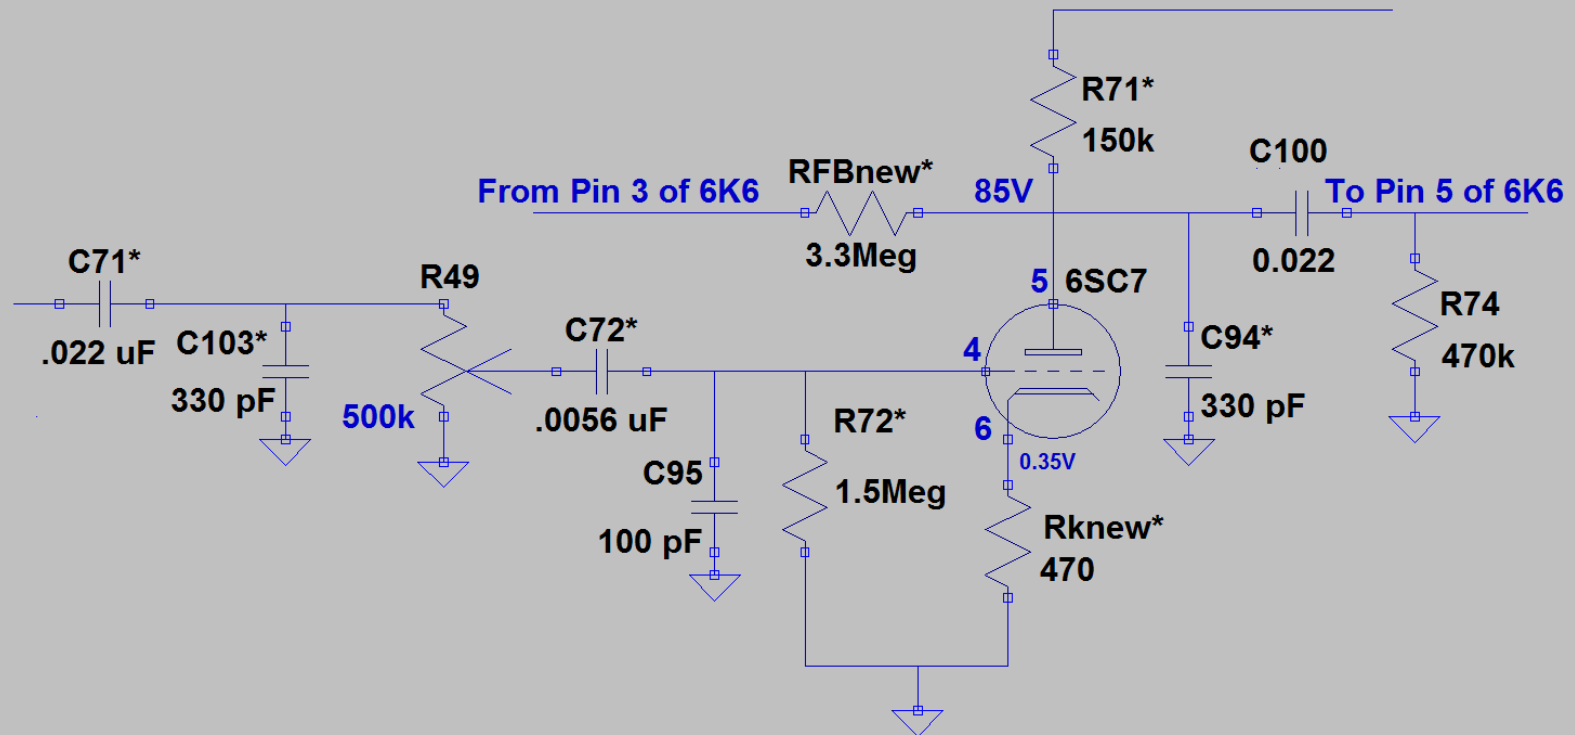 R71*
150k
C100
RFBnew*
From Pin 3 of 6K6
85V
To Pin 5 of 6K6
3.3Meg
0.022
C71*
R49
5
6SC7
R74
C103*
C72*
4
C94*
.022 uF
470k
330 pF
500k
.0056 uF
R72*
6
330 pF
0.35V
C95
1.5Meg
100 pF
Rknew*
470